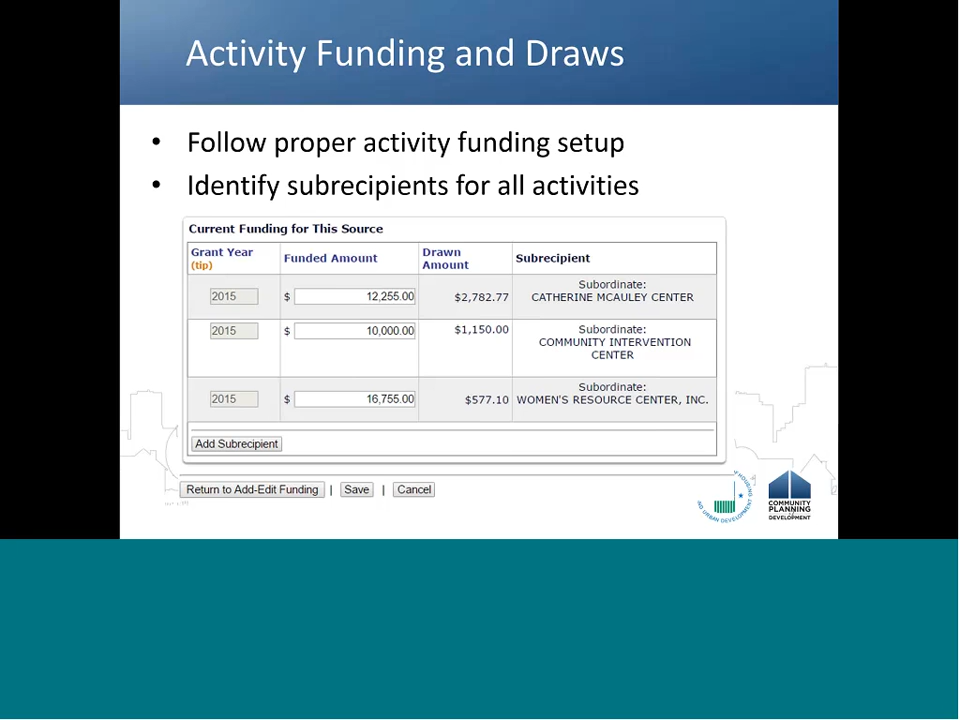 Activity Funding and Draws
• Follow proper activity funding setup
• Identify subrecipients for all activities
Current Funding for This Source
Grant Year (tip) Funded Amount Drawn Amount Subrecipient
2015 $ 12,255.00 $2,782.77 Subordinate: CATHERINE MCAULEY CENTER
2015 $ 10,000.00 $1,150.00 Subordinate: COMMUNITY INTERVENTION CENTER
2015 $ 16,755.00 $577.10 Subordinate: WOMEN'S RESOURCE CENTER, INC.
Add Subrecipient
Return to Add-Edit Funding | Save | Cancel
URBAN DEVELOPMENT
HOUSING
COMMUNITY
PLANNING
DEVELOPMENT